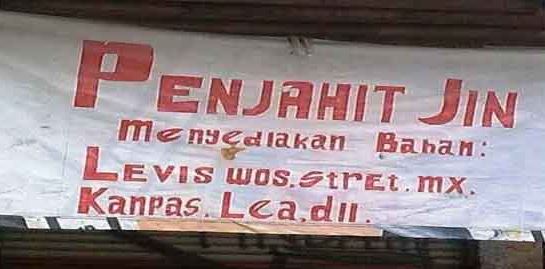 PENJAHIT JIN
Menyediakan Bahan:
LEVIS WOS. StrEt. MX.
Kanpas. Lea. dll.